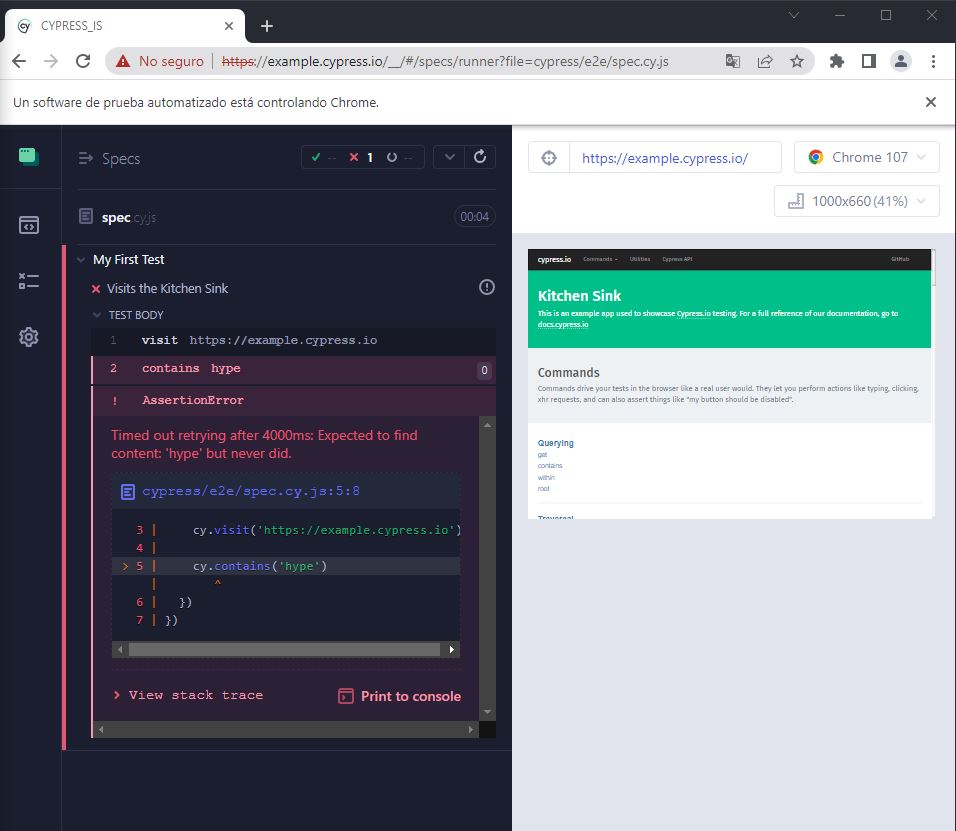 cy CYPRESS_IS
No seguro https://example.cypress.io/__/#/specs/runner?file=cypress/e2e/spec.cy.js
Un software de prueba automatizado está controlando Chrome.
Specs -- 1 --
spec.cy.js 00:04
My First Test
Visits the Kitchen Sink
TEST BODY
1 visit https://example.cypress.io
2 contains hype 0
! AssertionError
Timed out retrying after 4000ms: Expected to find
content: 'hype' but never did.
cypress/e2e/spec.cy.js:5:8
3 | cy.visit('https://example.cypress.io')
4 |
> 5 | cy.contains('hype')
| ^
6 | })
7 | })
> View stack trace Print to console
https://example.cypress.io/ Chrome 107
1000x660 (41%)
cypress.io Commands Utilities Cypress API GitHub
Kitchen Sink
This is an example app used to showcase Cypress.io testing. For a full reference of our documentation, go to
docs.cypress.io
Commands
Commands drive your tests in the browser like a real user would. They let you perform actions like typing, clicking,
xhr requests, and can also assert things like "my button should be disabled".
Querying
get
contains
within
root
Traversal